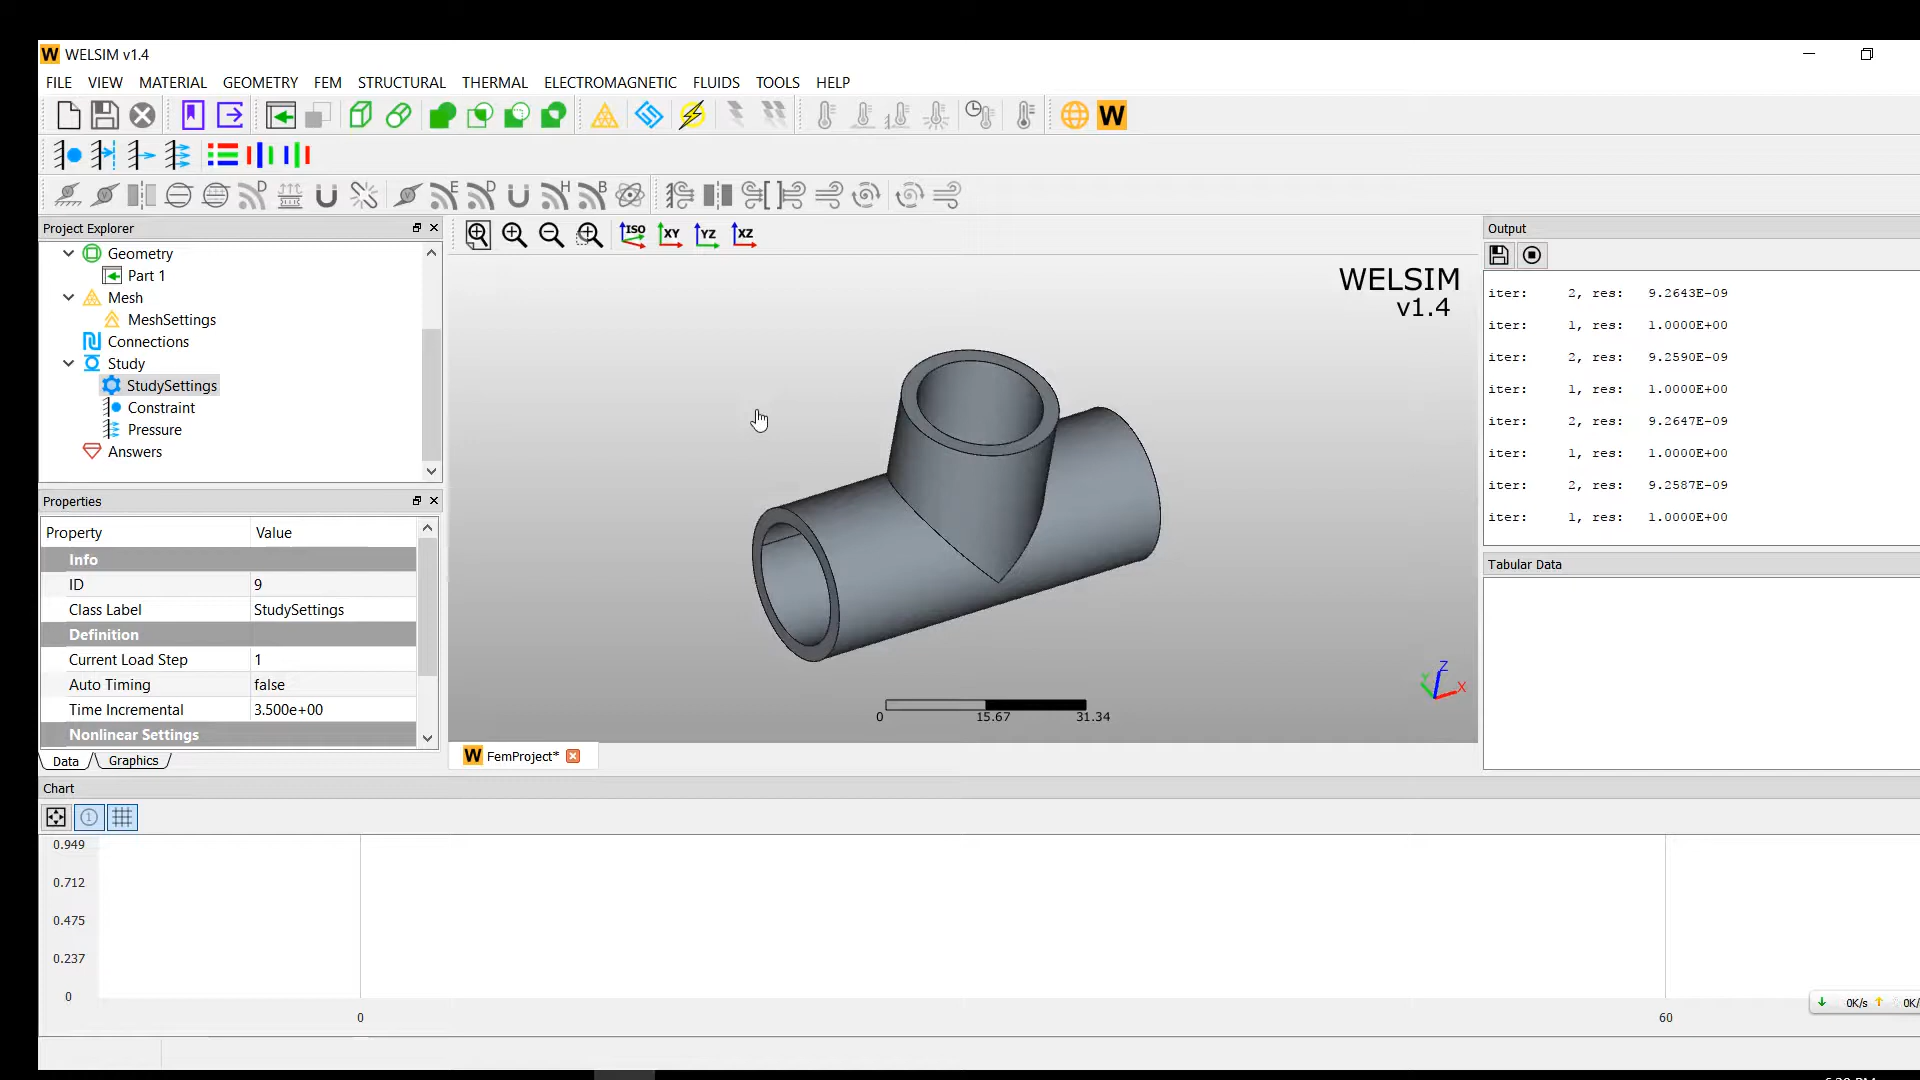 W WELSIM v1.4
FILE VIEW MATERIAL GEOMETRY FEM STRUCTURAL THERMAL ELECTROMAGNETIC FLUIDS TOOLS HELP
W
E D H B
D
Project Explorer
Geometry
Part 1
Mesh
MeshSettings
Connections
Study
StudySettings
Constraint
Pressure
Answers
Properties
Property Value
Info
ID 9
Class Label StudySettings
Definition
Current Load Step 1
Auto Timing false
Time Incremental 3.500e+00
Nonlinear Settings
Data Graphics
ISO XY YZ XZ
WELSIM
v1.4
Z
Y X
0 15.67 31.34
W FemProject*
Output
iter: 2, res: 9.2643E-09
iter: 1, res: 1.0000E+00
iter: 2, res: 9.2590E-09
iter: 1, res: 1.0000E+00
iter: 2, res: 9.2647E-09
iter: 1, res: 1.0000E+00
iter: 2, res: 9.2587E-09
iter: 1, res: 1.0000E+00
Tabular Data
Chart
1
0.949
0.712
0.475
0.237
0
0 60
0K/s 0K/